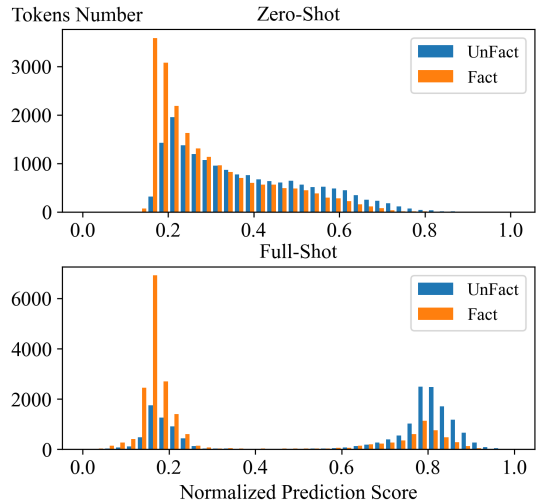 Tokens Number
Zero-Shot
3000
2000
1000
0
UnFact
Fact
0.0 0.2 0.4 0.6 0.8 1.0
Full-Shot
6000
4000
2000
0
UnFact
Fact
0.0 0.2 0.4 0.6 0.8 1.0
Normalized Prediction Score